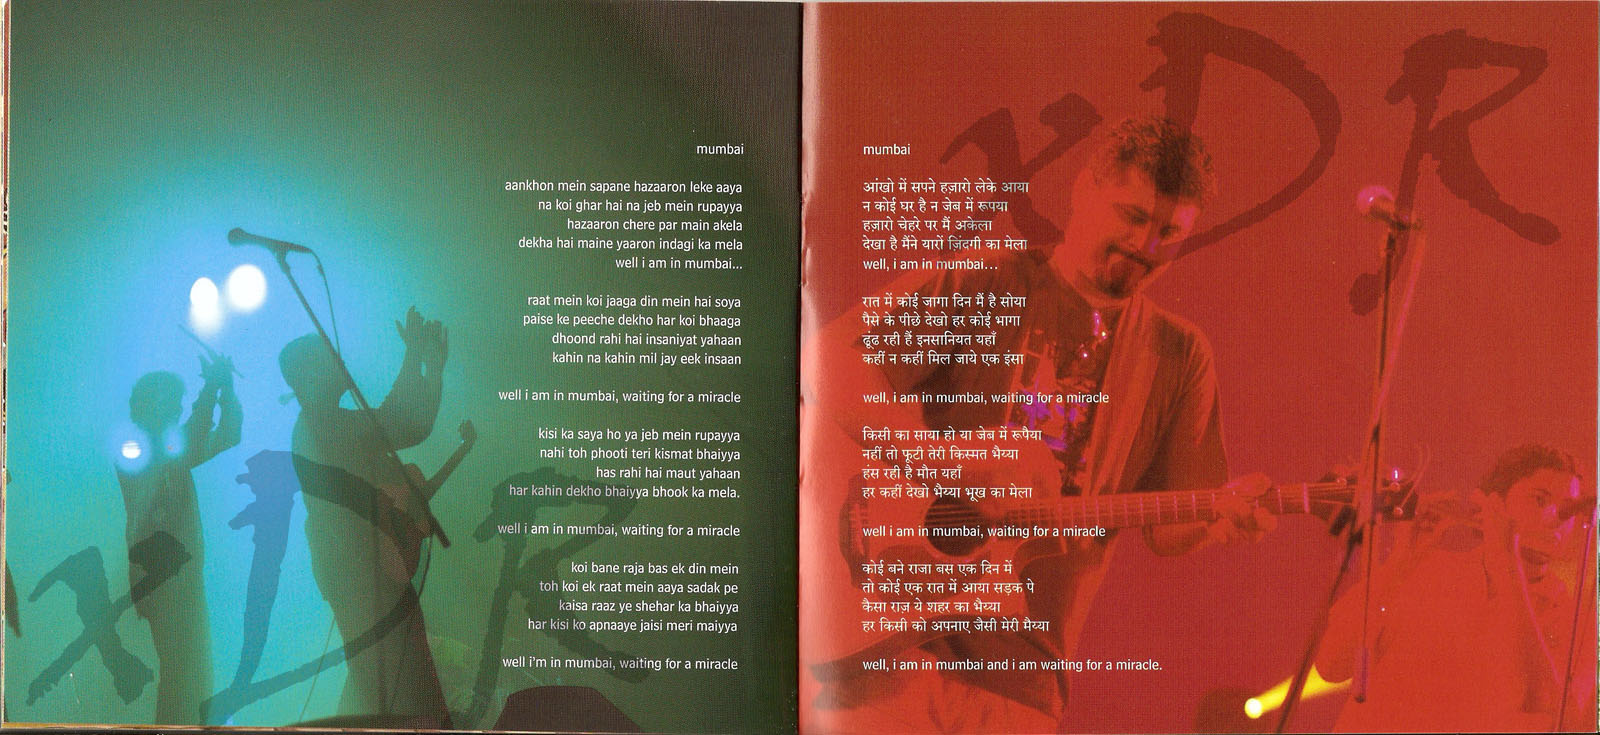 mumbai
aankhon mein sapane hazaaron leke aaya
na koi ghar hai na jeb mein rupayya
hazaaron chere par main akela
dekha hai maine yaaron indagi ka mela
well i am in mumbai...
raat mein koi jaaga din mein hai soya
paise ke peeche dekho har koi bhaaga
dhoond rahi hai insaniyat yahaan
kahin na kahin mil jay eek insaan
well i am in mumbai, waiting for a miracle
kisi ka saya ho ya jeb mein rupayya
nahi toh phooti teri kismat bhaiyya
has rahi hai maut yahaan
har kahin dekho bhaiyya bhook ka mela.
well i am in mumbai, waiting for a miracle
koi bane raja bas ek din mein
toh koi ek raat mein aaya sadak pe
kaisa raaz ye shehar ka bhaiyya
har kisi ko apnaaye jaisi meri maiyya
well i'm in mumbai, waiting for a miracle
xDR
mumbai
आंखो में सपने हज़ारो लेके आया
न कोई घर है न जेब में रूपया
हज़ारो चेहरे पर मैं अकेला
देखा है मैंने यारों ज़िंदगी का मेला
well, i am in mumbai...
रात में कोई जागा दिन मैं है सोया
पैसे के पीछे देखो हर कोई भागा
ढूंढ रही हैं इनसानियत यहाँ
कहीं न कहीं मिल जाये एक इंसा
well, i am in mumbai, waiting for a miracle
किसी का साया हो या जेब में रूपैया
नहीं तो फूटी तेरी किस्मत भैय्या
हंस रही है मौत यहाँ
हर कहीं देखो भैय्या भूख का मेला
well i am in mumbai, waiting for a miracle
कोई बने राजा बस एक दिन में
तो कोई एक रात में आया सड़क पे
कैसा राज़ ये शहर का भैय्या
हर किसी को अपनाए जैसी मेरी मैय्या
well, i am in mumbai and i am waiting for a miracle.
xDR